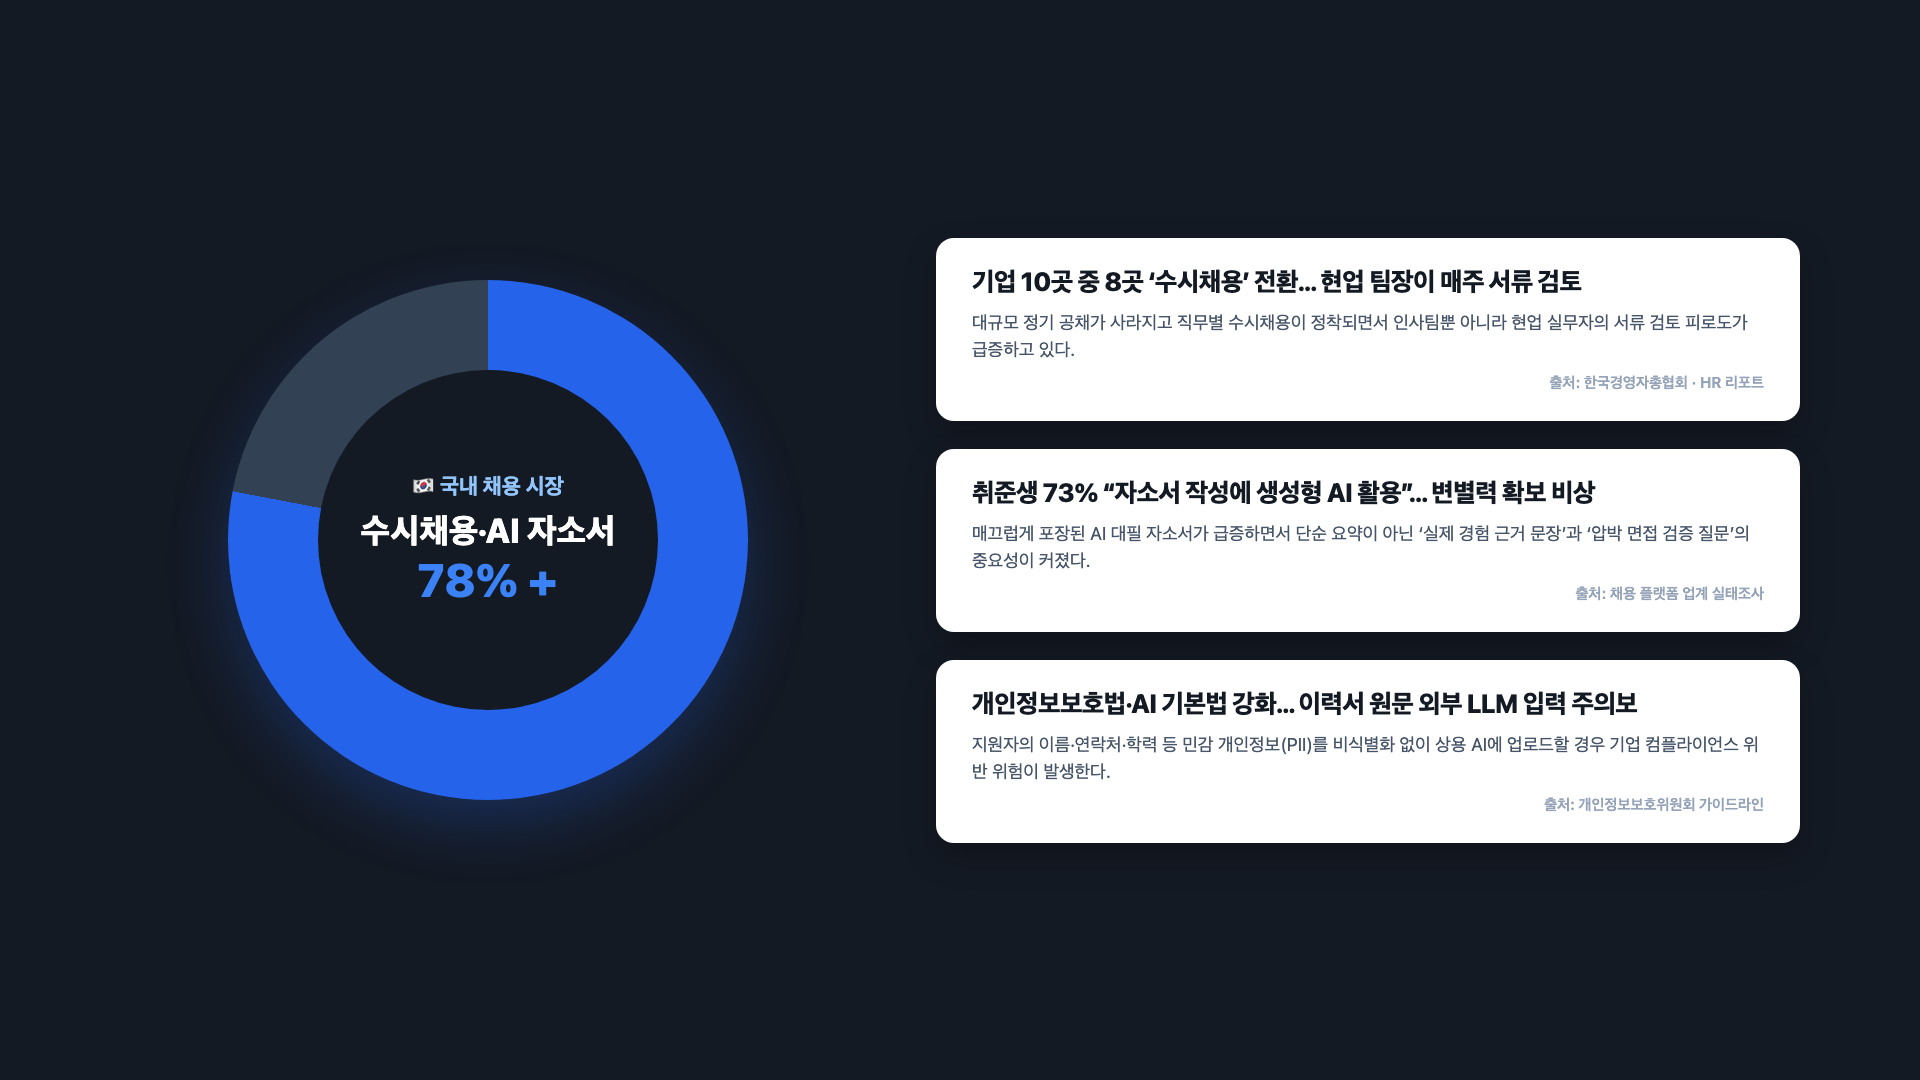 🇰🇷 국내 채용 시장
수시채용·AI 자소서
78% +
기업 10곳 중 8곳 ‘수시채용’ 전환... 현업 팀장이 매주 서류 검토
대규모 정기 공채가 사라지고 직무별 수시채용이 정착되면서 인사팀뿐 아니라 현업 실무자의 서류 검토 피로도가
급증하고 있다.
출처: 한국경영자총협회 · HR 리포트
취준생 73% “자소서 작성에 생성형 AI 활용”... 변별력 확보 비상
매끄럽게 포장된 AI 대필 자소서가 급증하면서 단순 요약이 아닌 ‘실제 경험 근거 문장’과 ‘압박 면접 검증 질문’의
중요성이 커졌다.
출처: 채용 플랫폼 업계 실태조사
개인정보보호법·AI 기본법 강화... 이력서 원문 외부 LLM 입력 주의보
지원자의 이름·연락처·학력 등 민감 개인정보(PII)를 비식별화 없이 상용 AI에 업로드할 경우 기업 컴플라이언스 위
반 위험이 발생한다.
출처: 개인정보보호위원회 가이드라인